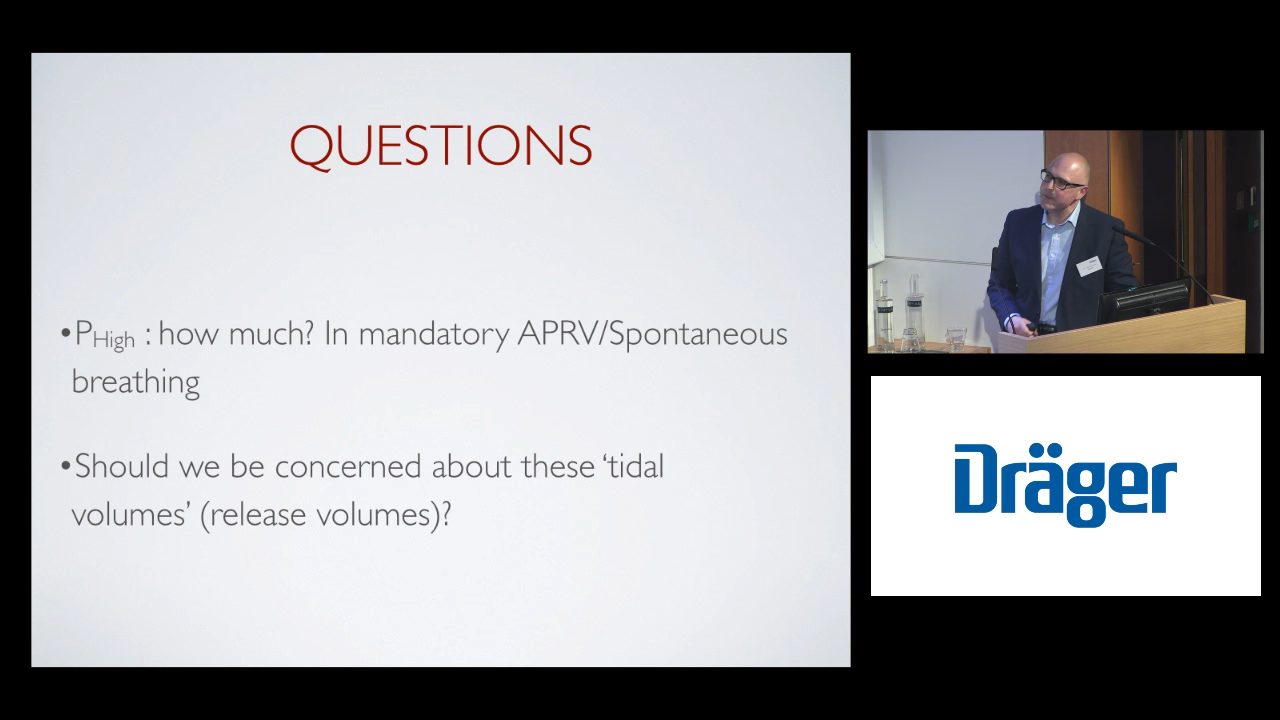 QUESTIONS
•PHigh : how much? In mandatory APRV/Spontaneous
breathing
•Should we be concerned about these ‘tidal
volumes’ (release volumes)?
Dräger